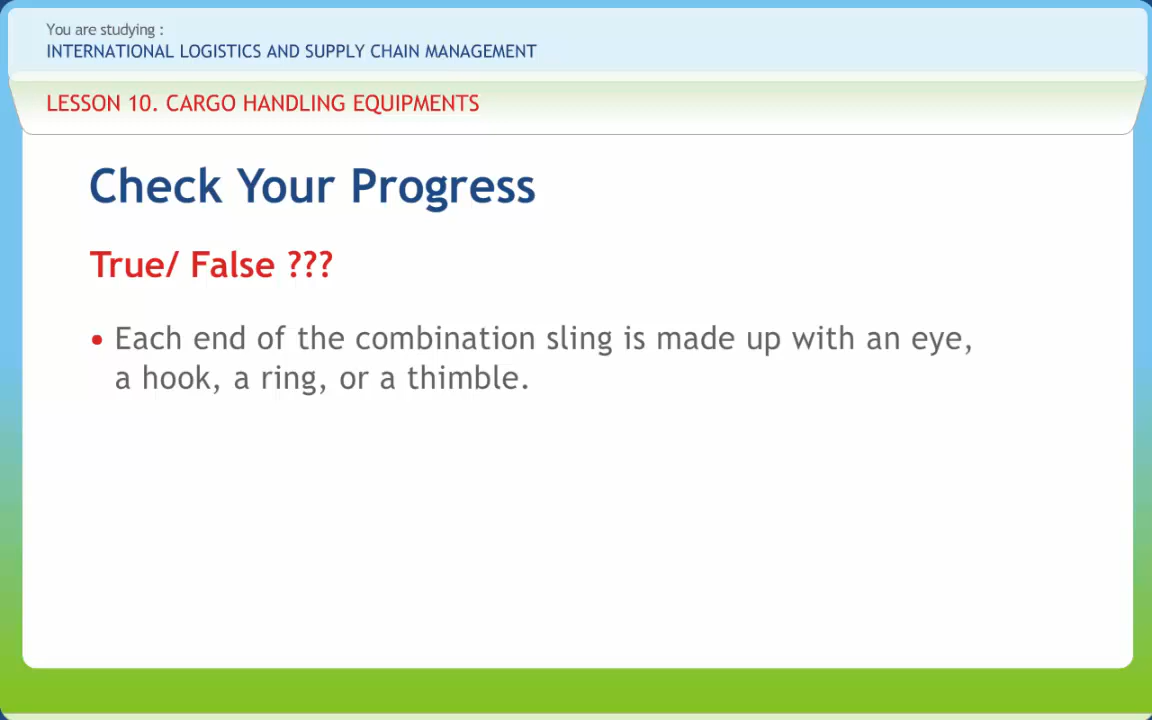 You are studying :
INTERNATIONAL LOGISTICS AND SUPPLY CHAIN MANAGEMENT
LESSON 10. CARGO HANDLING EQUIPMENTS
Check Your Progress
True/ False ???
• Each end of the combination sling is made up with an eye,
a hook, a ring, or a thimble.